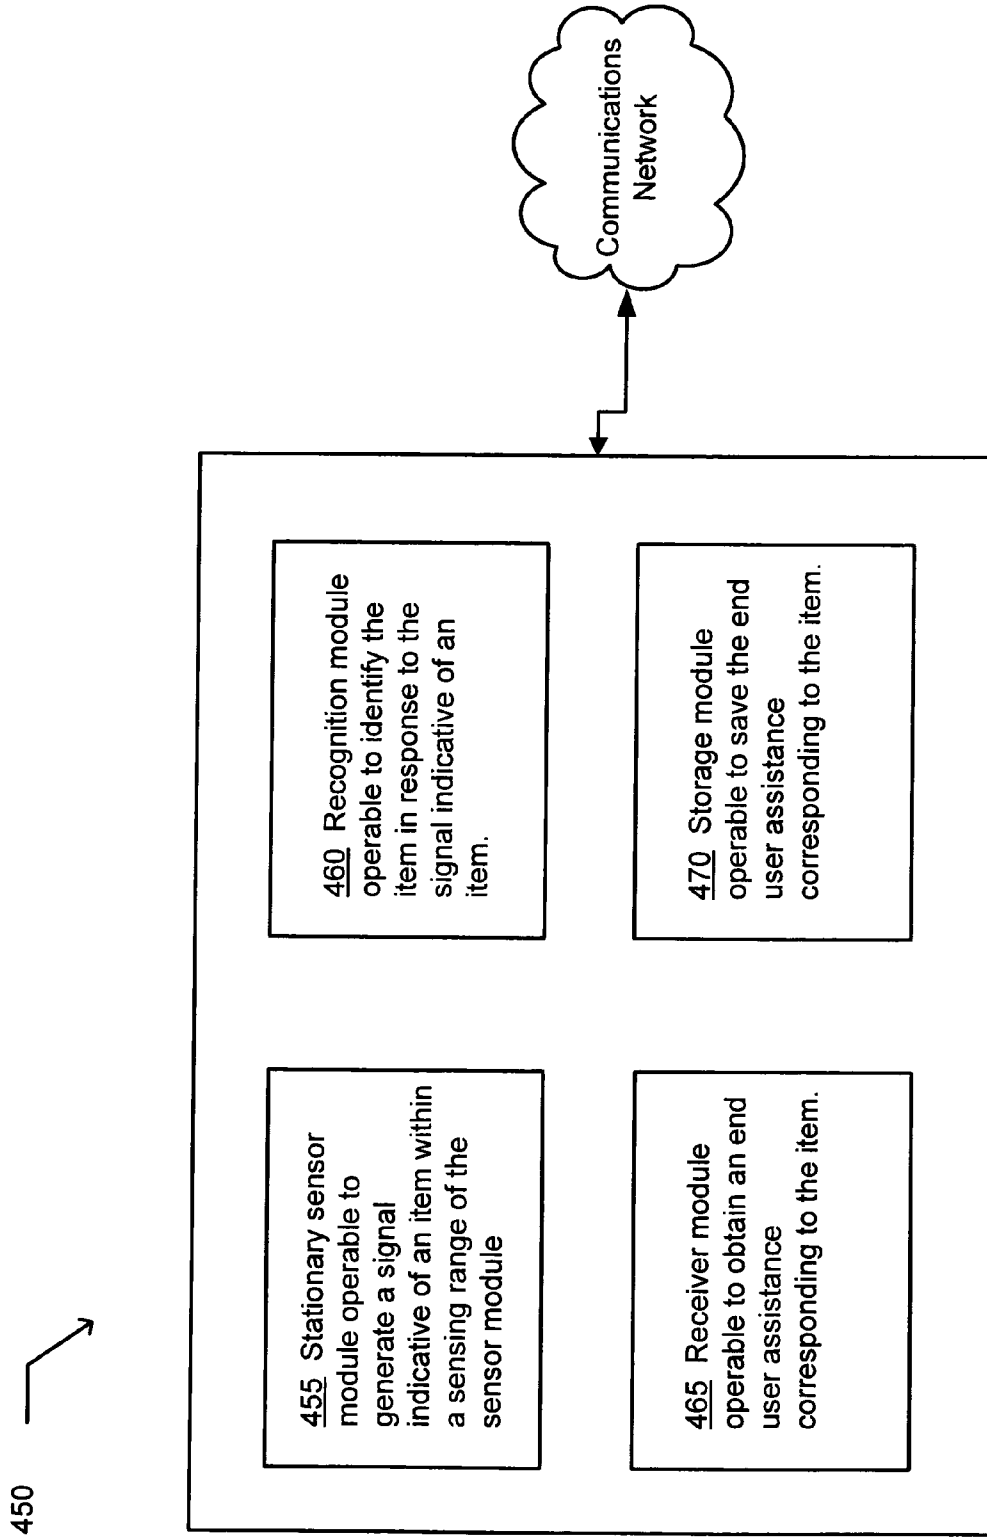 450
455 Stationary sensor
module operable to
generate a signal
indicative of an item within
a sensing range of the
sensor module
460 Recognition module
operable to identify the
item in response to the
signal indicative of an
item.
465 Receiver module
operable to obtain an end
user assistance
corresponding to the item.
470 Storage module
operable to save the end
user assistance
corresponding to the item.
Communications
Network